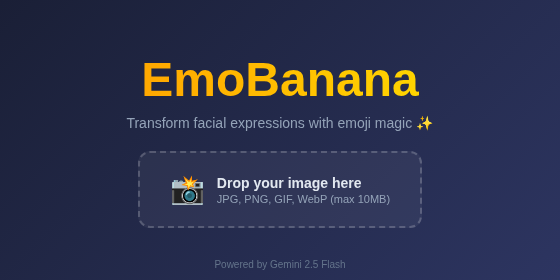 EmoBanana
Transform facial expressions with emoji magic ✨
Drop your image here
JPG, PNG, GIF, WebP (max 10MB)
Powered by Gemini 2.5 Flash